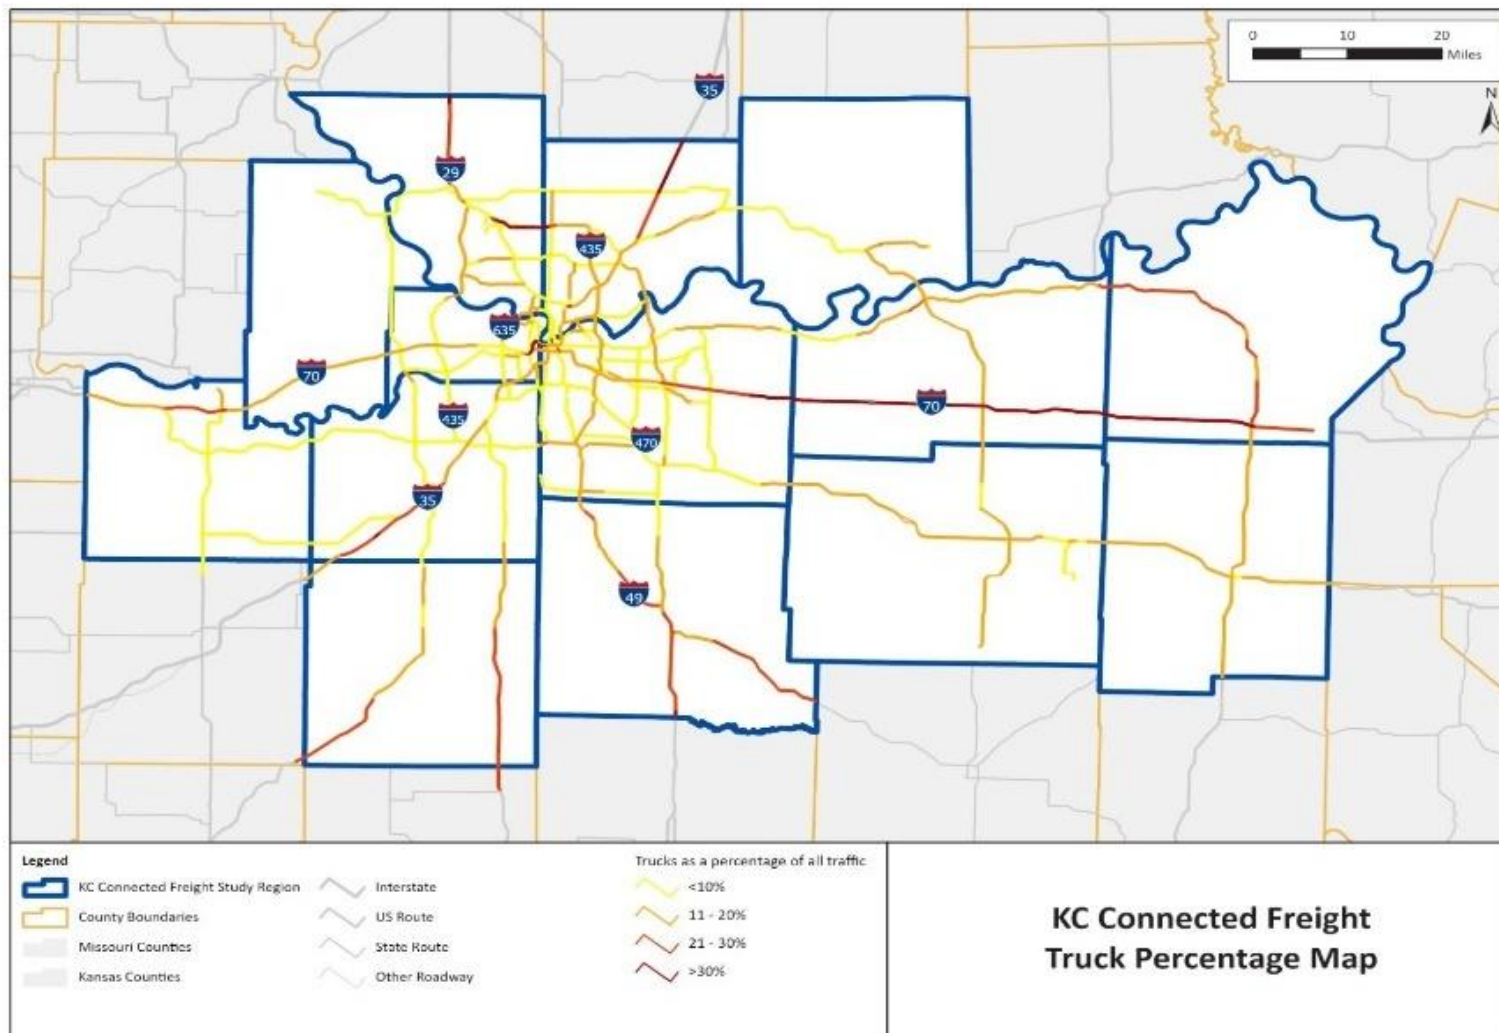 0 10 20
Miles
N
35
29
435
635
70
435
70
470
35
49
Legend
KC Connected Freight Study Region
County Boundaries
Missouri Counties
Kansas Counties
Interstate
US Route
State Route
Other Roadway
Trucks as a percentage of all traffic
<10%
11 - 20%
21 - 30%
>30%
KC Connected Freight
Truck Percentage Map